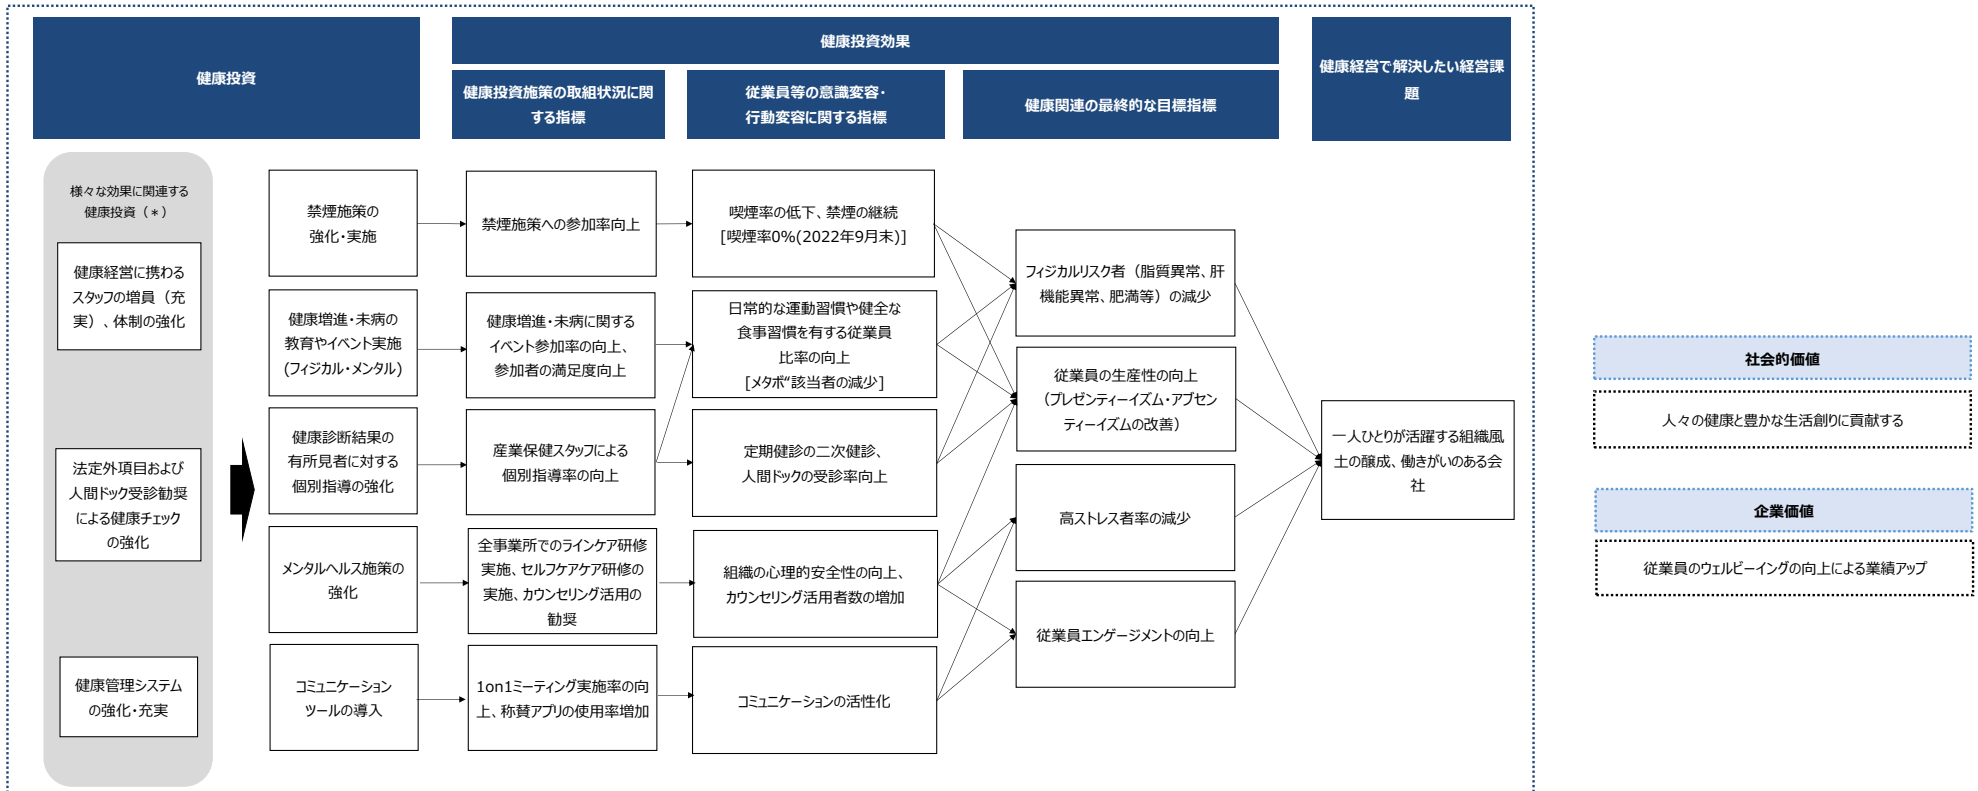 健康投資
健康投資効果
健康経営で解決したい経営課
題
健康投資施策の取組状況に関
する指標
従業員等の意識変容・
行動変容に関する指標
健康関連の最終的な目標指標
様々な効果に関連する
健康投資（＊）
健康経営に携わる
スタッフの増員（充
実）、体制の強化
法定外項目および
人間ドック受診勧奨
による健康チェック
の強化
健康管理システム
の強化・充実
禁煙施策の
強化・実施
健康増進・未病の
教育やイベント実施
(フィジカル・メンタル)
健康診断結果の
有所見者に対する
個別指導の強化
メンタルヘルス施策の
強化
コミュニケーション
ツールの導入
禁煙施策への参加率向上
健康増進・未病に関する
イベント参加率の向上、
参加者の満足度向上
産業保健スタッフによる
個別指導率の向上
全事業所でのラインケア研修
実施、セルフケアケア研修の
実施、カウンセリング活用の
勧奨
1on1ミーティング実施率の向
上、称賛アプリの使用率増加
喫煙率の低下、禁煙の継続
[喫煙率0%(2022年9月末)]
日常的な運動習慣や健全な
食事習慣を有する従業員
比率の向上
[メタボ“該当者の減少]
定期健診の二次健診、
人間ドックの受診率向上
組織の心理的安全性の向上、
カウンセリング活用者数の増加
コミュニケーションの活性化
フィジカルリスク者（脂質異常、肝
機能異常、肥満等）の減少
従業員の生産性の向上
（プレゼンティーイズム・アブセン
ティーイズムの改善）
高ストレス者率の減少
従業員エンゲージメントの向上
一人ひとりが活躍する組織風
土の醸成、働きがいのある会
社
社会的価値
人々の健康と豊かな生活創りに貢献する
企業価値
従業員のウェルビーイングの向上による業績アップ